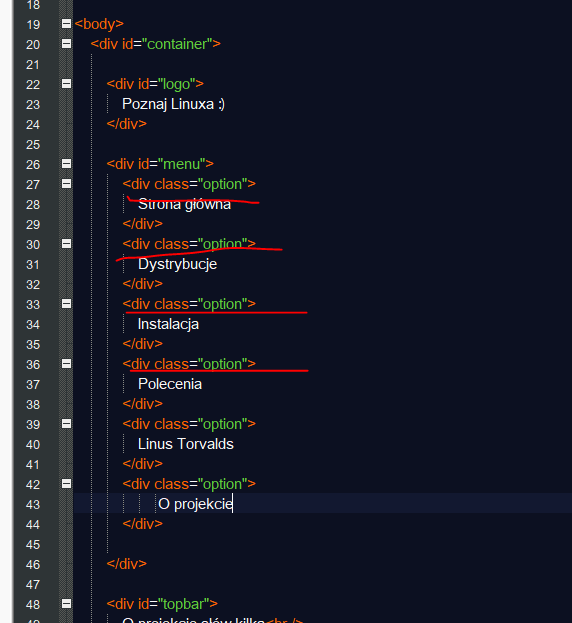 18
19 <body>
20 <div id="container">
21
22 <div id="logo">
23 Poznaj Linuxa :)
24 </div>
25
26 <div id="menu">
27 <div class="option">
28 Strona główna
29 </div>
30 <div class="option">
31 Dystrybucje
32 </div>
33 <div class="option">
34 Instalacja
35 </div>
36 <div class="option">
37 Polecenia
38 </div>
39 <div class="option">
40 Linus Torvalds
41 </div>
42 <div class="option">
43 O projekcie
44 </div>
45
46 </div>
47
48 <div id="topbar">
O projekcie słów kilka<br />